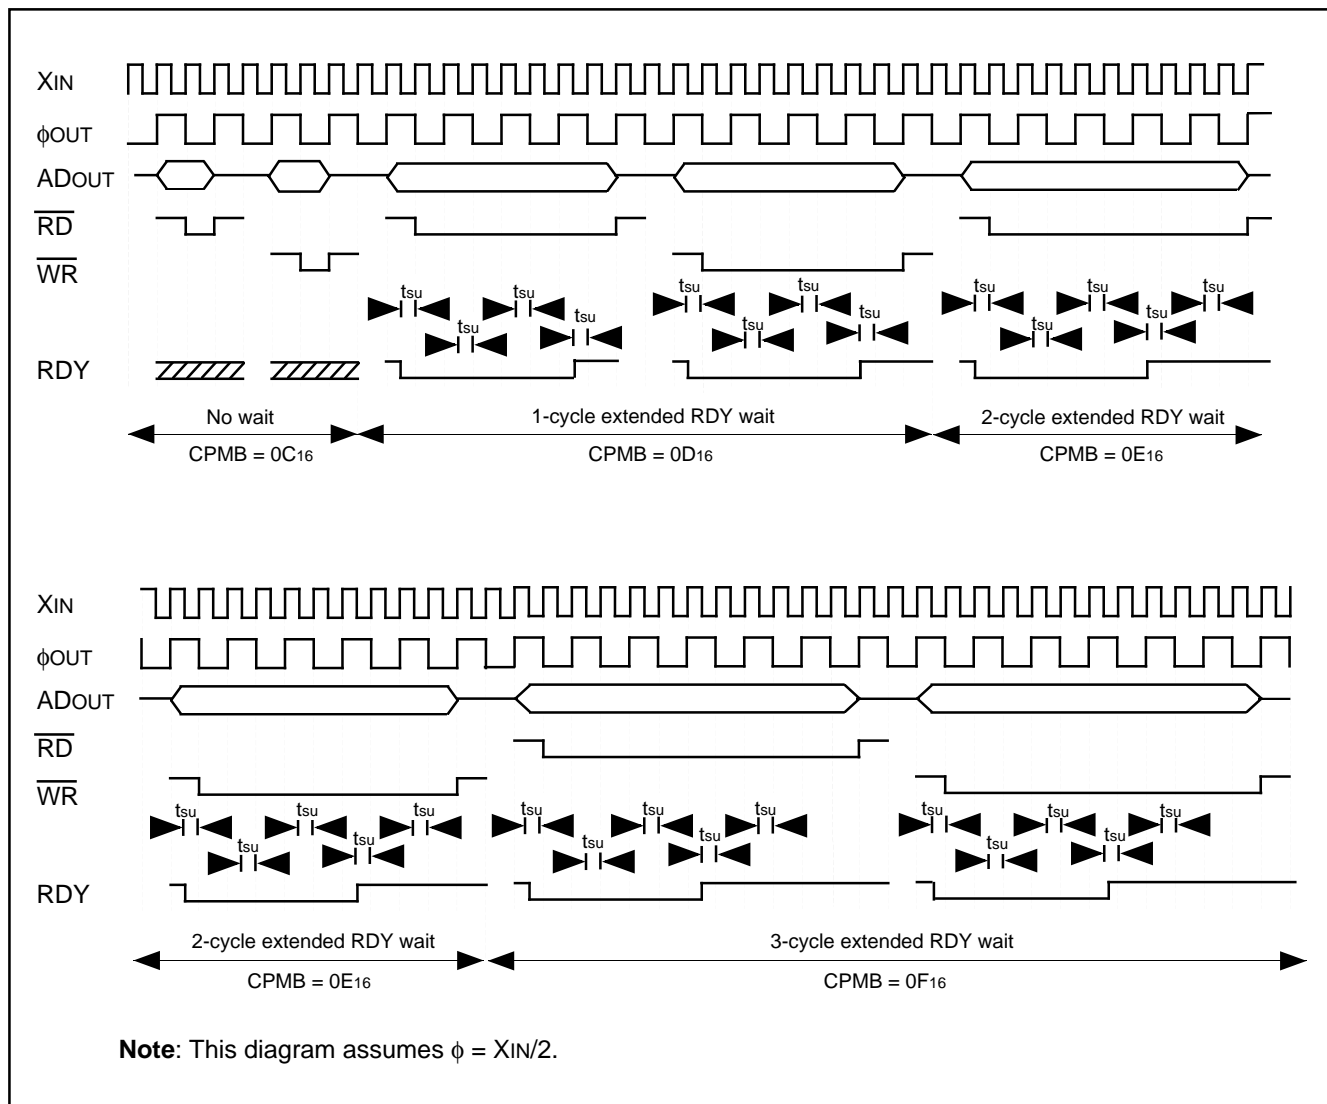 XIN
ϕOUT
ADOUT
RD
WR
tsu tsu tsu tsu tsu tsu tsu
tsu tsu tsu tsu tsu tsu
RDY
No wait 1-cycle extended RDY wait 2-cycle extended RDY wait
CPMB = 0C16 CPMB = 0D16 CPMB = 0E16
XIN
ϕOUT
ADOUT
RD
WR
tsu tsu tsu tsu tsu tsu tsu tsu tsu
tsu tsu tsu tsu tsu tsu
RDY
2-cycle extended RDY wait 3-cycle extended RDY wait
CPMB = 0E16 CPMB = 0F16
Note: This diagram assumes ϕ = XIN/2.